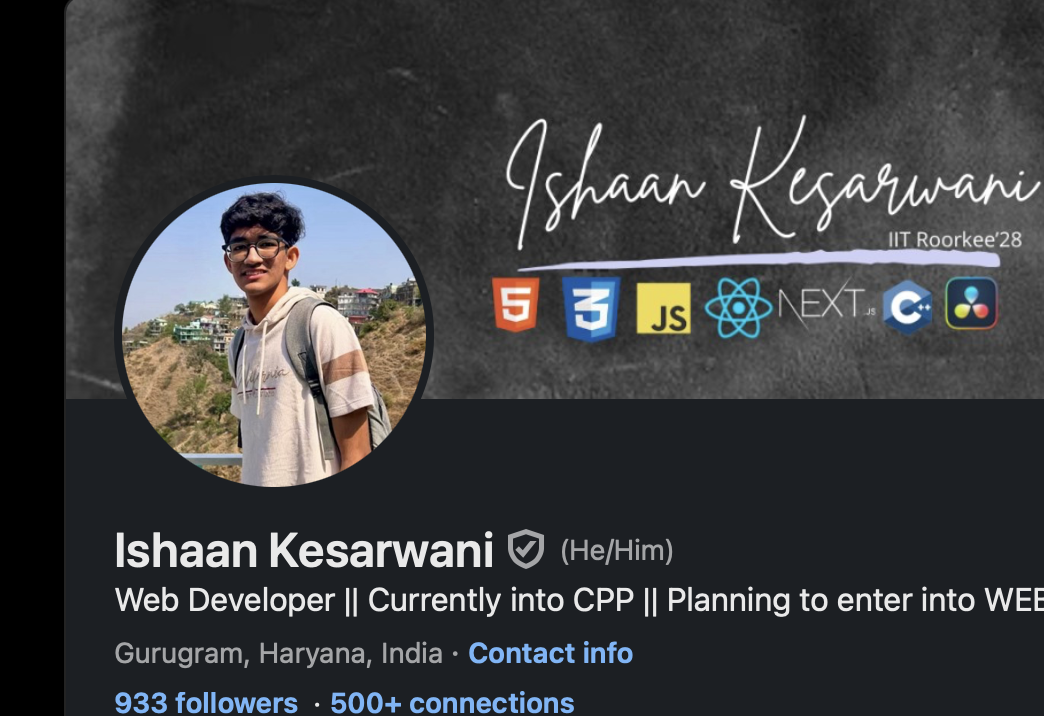 Ishaan Kesarwani
IIT Roorkee'28
5
3
JS
NEXT.JS
C++
Ishaan Kesarwani (He/Him)
Web Developer || Currently into CPP || Planning to enter into WEB
Gurugram, Haryana, India · Contact info
933 followers · 500+ connections